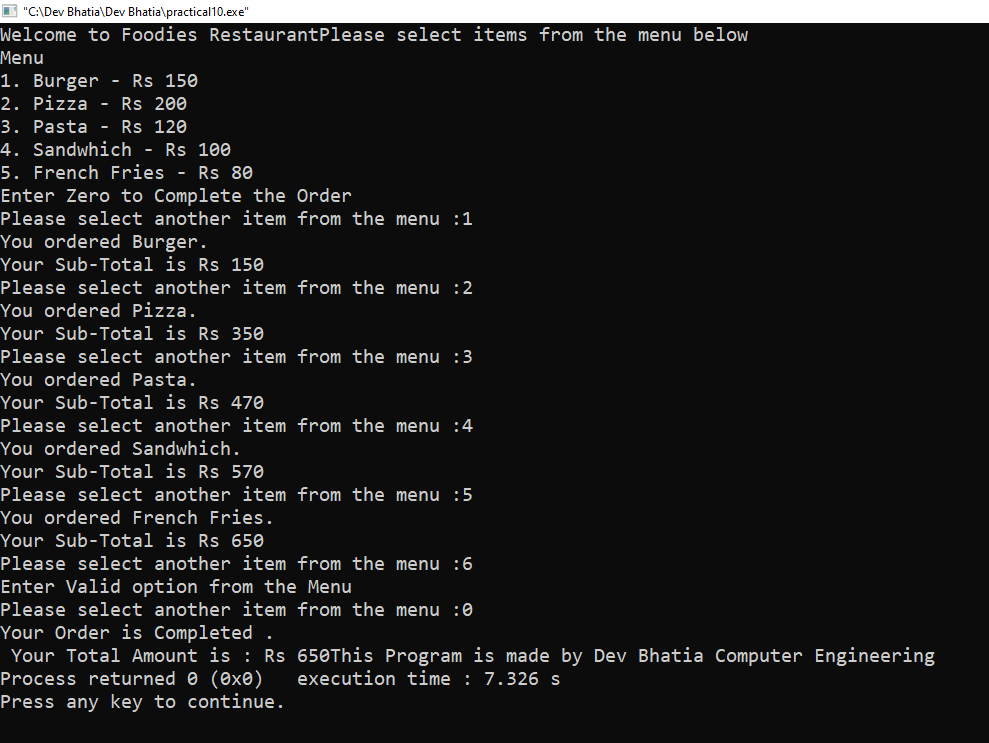 "C:\Dev Bhatia\Dev Bhatia\practical10.exe"
Welcome to Foodies RestaurantPlease select items from the menu below
Menu
1. Burger - Rs 150
2. Pizza - Rs 200
3. Pasta - Rs 120
4. Sandwhich - Rs 100
5. French Fries - Rs 80
Enter Zero to Complete the Order
Please select another item from the menu :1
You ordered Burger.
Your Sub-Total is Rs 150
Please select another item from the menu :2
You ordered Pizza.
Your Sub-Total is Rs 350
Please select another item from the menu :3
You ordered Pasta.
Your Sub-Total is Rs 470
Please select another item from the menu :4
You ordered Sandwhich.
Your Sub-Total is Rs 570
Please select another item from the menu :5
You ordered French Fries.
Your Sub-Total is Rs 650
Please select another item from the menu :6
Enter Valid option from the Menu
Please select another item from the menu :0
Your Order is Completed .
 Your Total Amount is : Rs 650This Program is made by Dev Bhatia Computer Engineering
Process returned 0 (0x0)   execution time : 7.326 s
Press any key to continue.